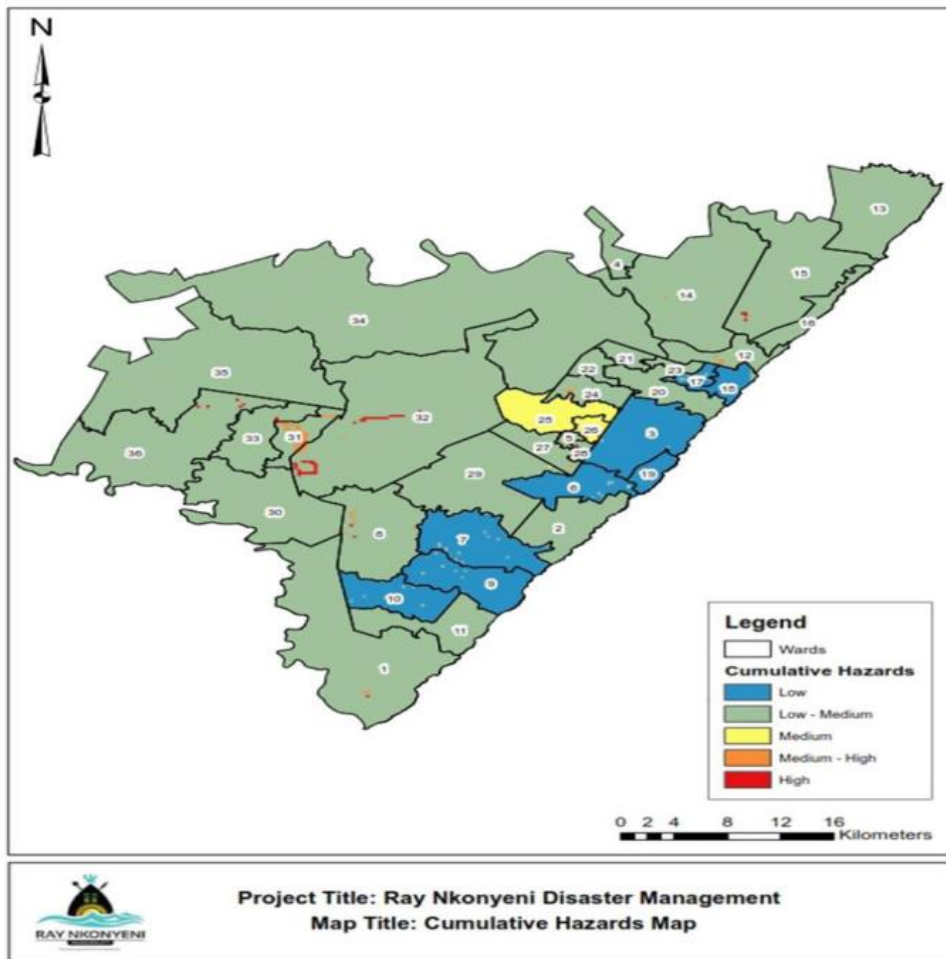 N
13
4
15
14
34
16
12
21
22
23
35
17
18
24
20
32
25
26
3
31
33
5
36
27
28
19
29
6
30
2
8
7
9
10
11
1
Legend
Wards
Cumulative Hazards
Low
Low - Medium
Medium
Medium - High
High
0 2 4 8 12 16
Kilometers
RAY NKONYENI
Project Title: Ray Nkonyeni Disaster Management
Map Title: Cumulative Hazards Map